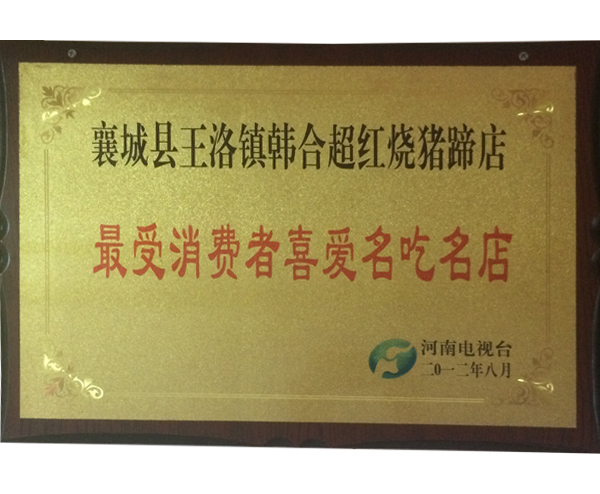 襄城县王洛镇韩合超红烧猪蹄店
最受消费者喜爱名吃名店
河南电视台
二0一二年八月